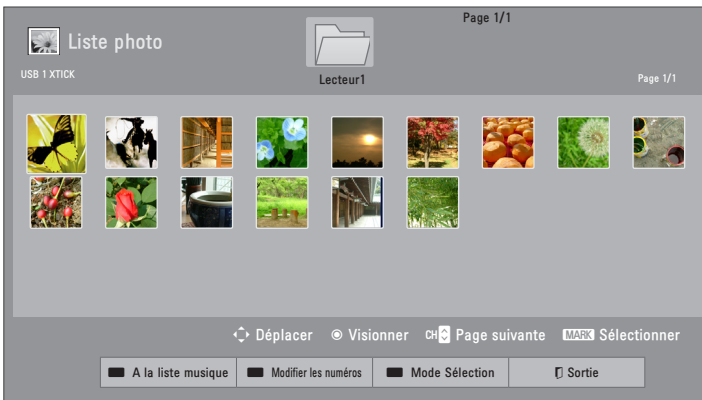 Page 1/1
Liste photo
USB 1 XTICK
Lecteur1
Page 1/1
Déplacer Visionner CH Page suivante MARK Sélectionner
A la liste musique Modifier les numéros Mode Sélection Sortie